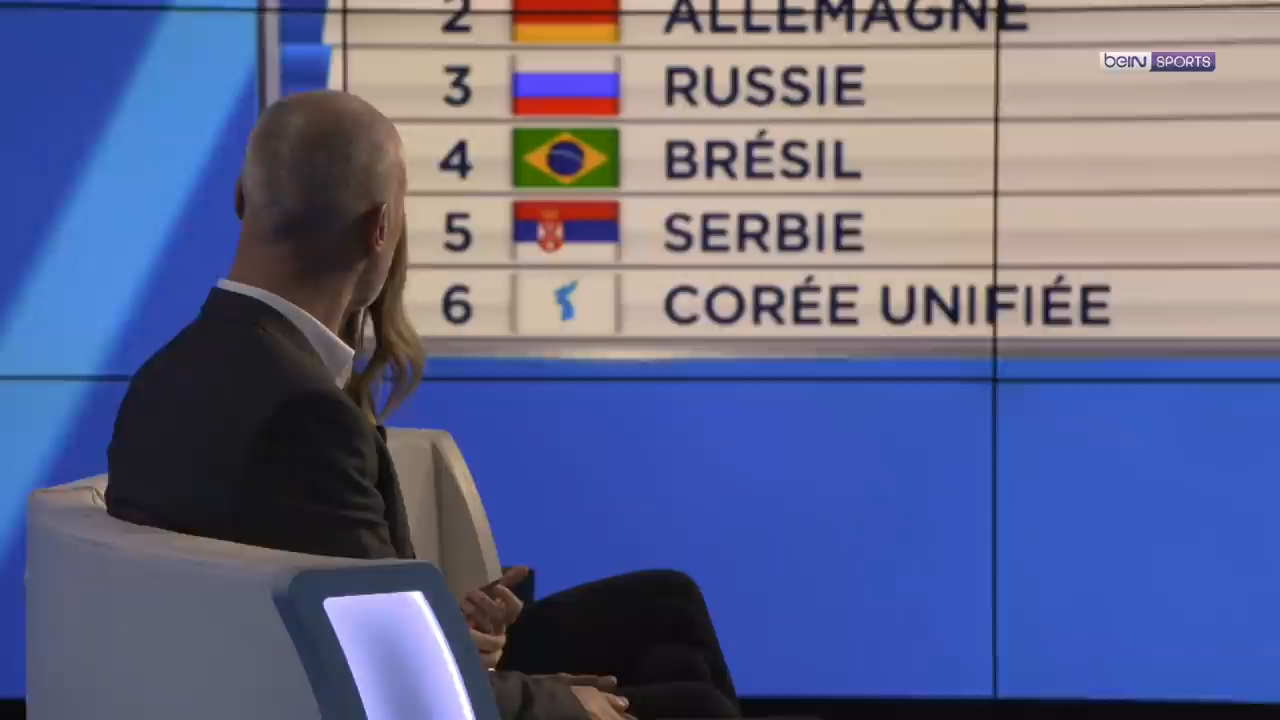 2 ALLEMAGNE
beIN SPORTS
3 RUSSIE
4 BRÉSIL
5 SERBIE
6 CORÉE UNIFIÉE